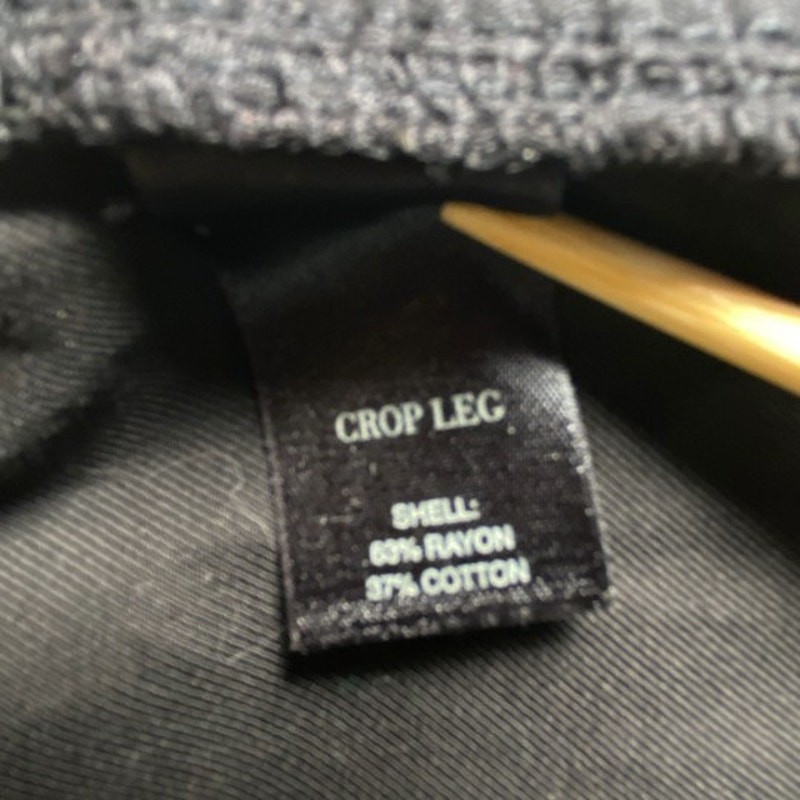 CROP LEG
SHELL:
63% RAYON
37% COTTON